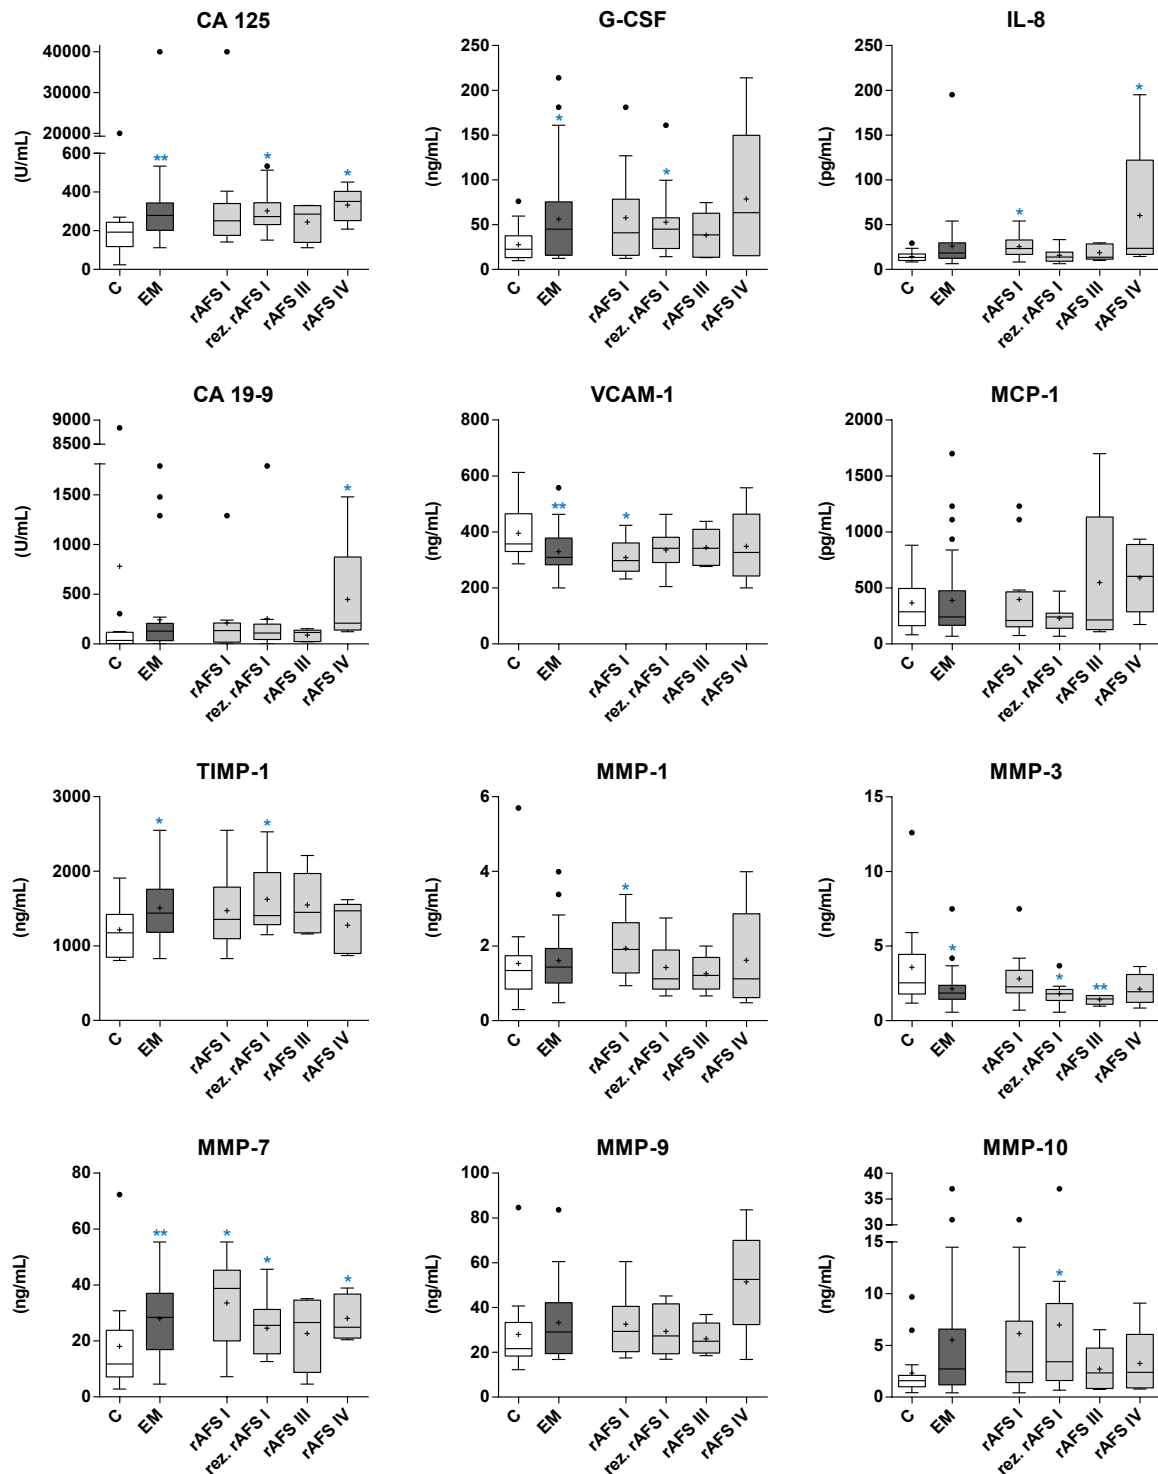 CA 125 G-CSF IL-8
40000
30000
20000
600
400
200
0
(U/mL)
** * *
C EM rAFS I rez. rAFS I rAFS III rAFS IV
250
200
150
100
50
0
(ng/mL)
* *
C EM rAFS I rez. rAFS I rAFS III rAFS IV
250
200
150
100
50
0
(pg/mL)
* *
C EM rAFS I rez. rAFS I rAFS III rAFS IV
CA 19-9 VCAM-1 MCP-1
9000
8500
1500
1000
500
0
(U/mL)
*
C EM rAFS I rez. rAFS I rAFS III rAFS IV
800
600
400
200
0
(ng/mL)
** *
C EM rAFS I rez. rAFS I rAFS III rAFS IV
2000
1500
1000
500
0
(pg/mL)
C EM rAFS I rez. rAFS I rAFS III rAFS IV
TIMP-1 MMP-1 MMP-3
3000
2000
1000
0
(ng/mL)
* *
C EM rAFS I rez. rAFS I rAFS III rAFS IV
6
4
2
0
(ng/mL)
*
C EM rAFS I rez. rAFS I rAFS III rAFS IV
15
10
5
0
(ng/mL)
* * **
C EM rAFS I rez. rAFS I rAFS III rAFS IV
MMP-7 MMP-9 MMP-10
80
60
40
20
0
(ng/mL)
** * * *
C EM rAFS I rez. rAFS I rAFS III rAFS IV
100
80
60
40
20
0
(ng/mL)
C EM rAFS I rez. rAFS I rAFS III rAFS IV
40
35
30
15
10
5
0
(ng/mL)
*
C EM rAFS I rez. rAFS I rAFS III rAFS IV